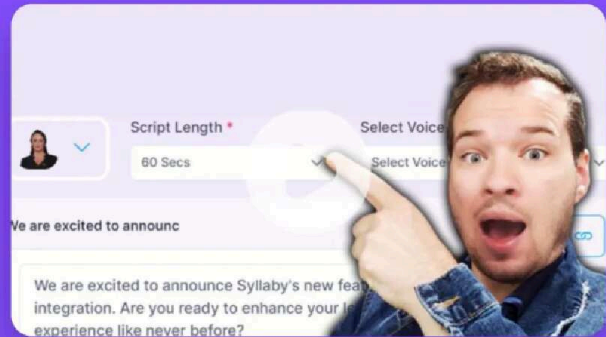 Script Length *
Select Voice
60 Secs
Select Voice
We are excited to announc
We are excited to announce Syllaby's new
integration. Are you ready to enhance your
experience like never before?